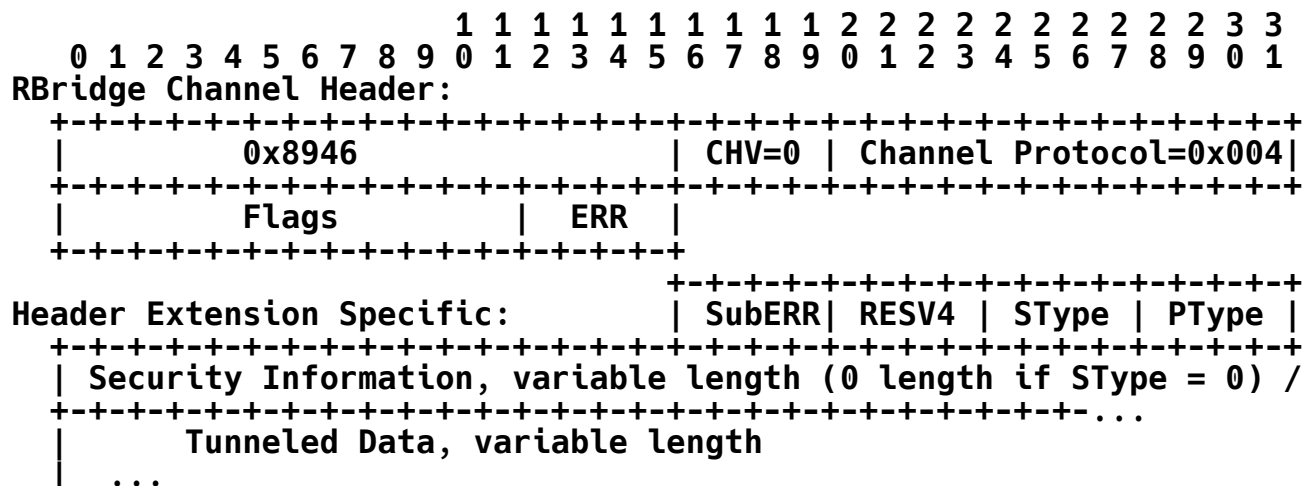 1 1 1 1 1 1 1 1 1 1 2 2 2 2 2 2 2 2 2 2 3 3
   0 1 2 3 4 5 6 7 8 9 0 1 2 3 4 5 6 7 8 9 0 1 2 3 4 5 6 7 8 9 0 1
RBridge Channel Header:
  +-+-+-+-+-+-+-+-+-+-+-+-+-+-+-+-+-+-+-+-+-+-+-+-+-+-+-+-+-+-+-+-+
  |         0x8946                | CHV=0 | Channel Protocol=0x004|
  +-+-+-+-+-+-+-+-+-+-+-+-+-+-+-+-+-+-+-+-+-+-+-+-+-+-+-+-+-+-+-+-+
  |         Flags         |  ERR  |
  +-+-+-+-+-+-+-+-+-+-+-+-+-+-+-+-+
                                  +-+-+-+-+-+-+-+-+-+-+-+-+-+-+-+-+
Header Extension Specific:        | SubERR| RESV4 | SType | PType |
  +-+-+-+-+-+-+-+-+-+-+-+-+-+-+-+-+-+-+-+-+-+-+-+-+-+-+-+-+-+-+-+-+
  | Security Information, variable length (0 length if SType = 0) /
  +-+-+-+-+-+-+-+-+-+-+-+-+-+-+-+-+-+-+-+-+-+-+-+-+-+-+-...
  |      Tunneled Data, variable length
  |  ...